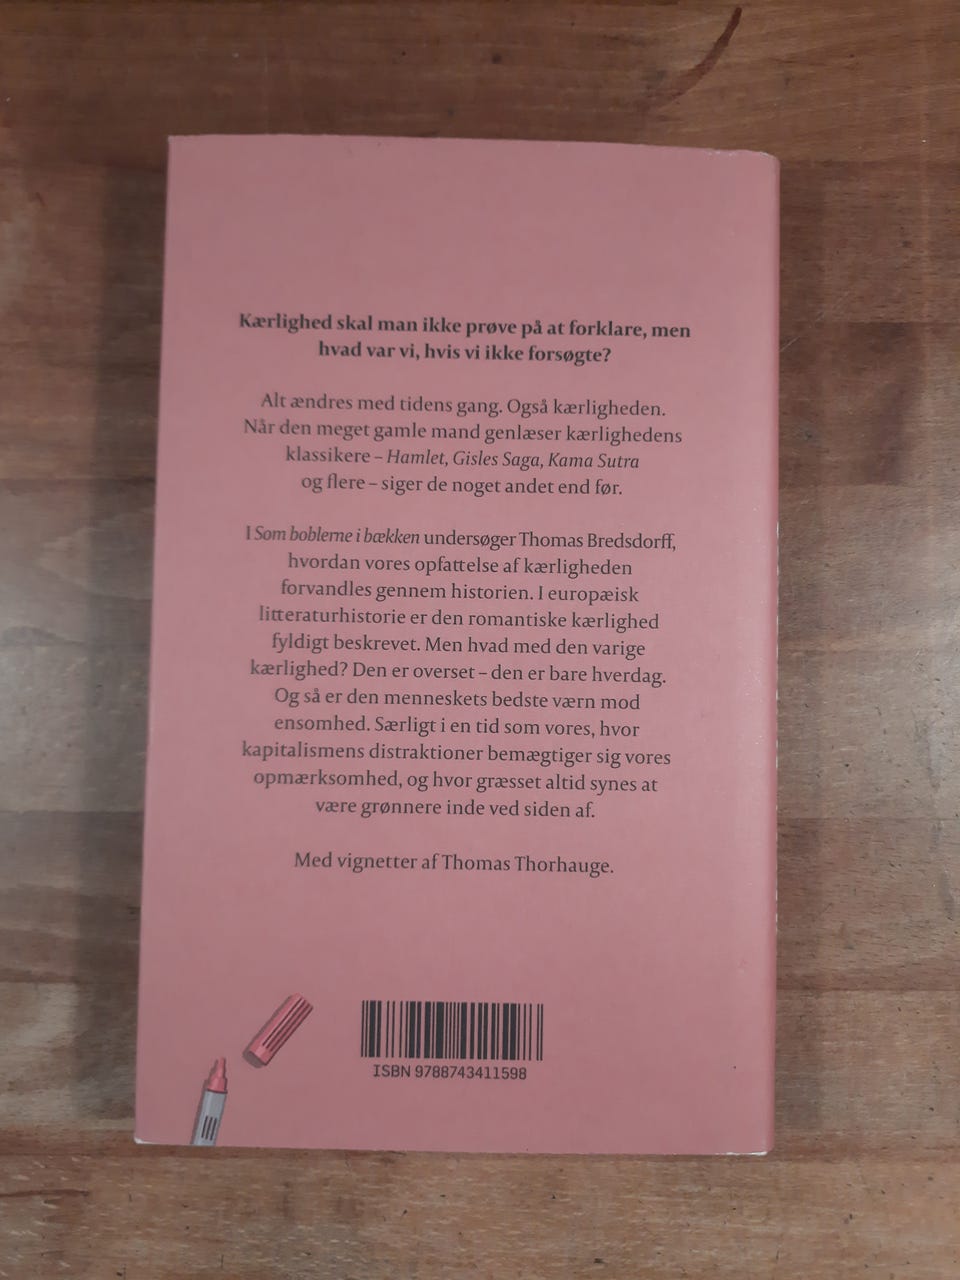 Kærlighed skal man ikke prøve på at forklare, men
hvad var vi, hvis vi ikke forsøgte?
Alt ændres med tidens gang. Også kærligheden.
Når den meget gamle mand genlæser kærlighedens
klassikere – Hamlet, Gisles Saga, Kama Sutra
og flere – siger de noget andet end før.
I Som boblerne i bækken undersøger Thomas Bredsdorff,
hvordan vores opfattelse af kærligheden
forvandles gennem historien. I europæisk
litteraturhistorie er den romantiske kærlighed
fyldigt beskrevet. Men hvad med den varige
kærlighed? Den er overset – den er bare hverdag.
Og så er den menneskets bedste værn mod
ensomhed. Særligt i en tid som vores, hvor
kapitalismens distraktioner bemægtiger sig vores
opmærksomhed, og hvor græsset altid synes at
være grønnere inde ved siden af.
Med vignetter af Thomas Thorhauge.
ISBN 9788743411598